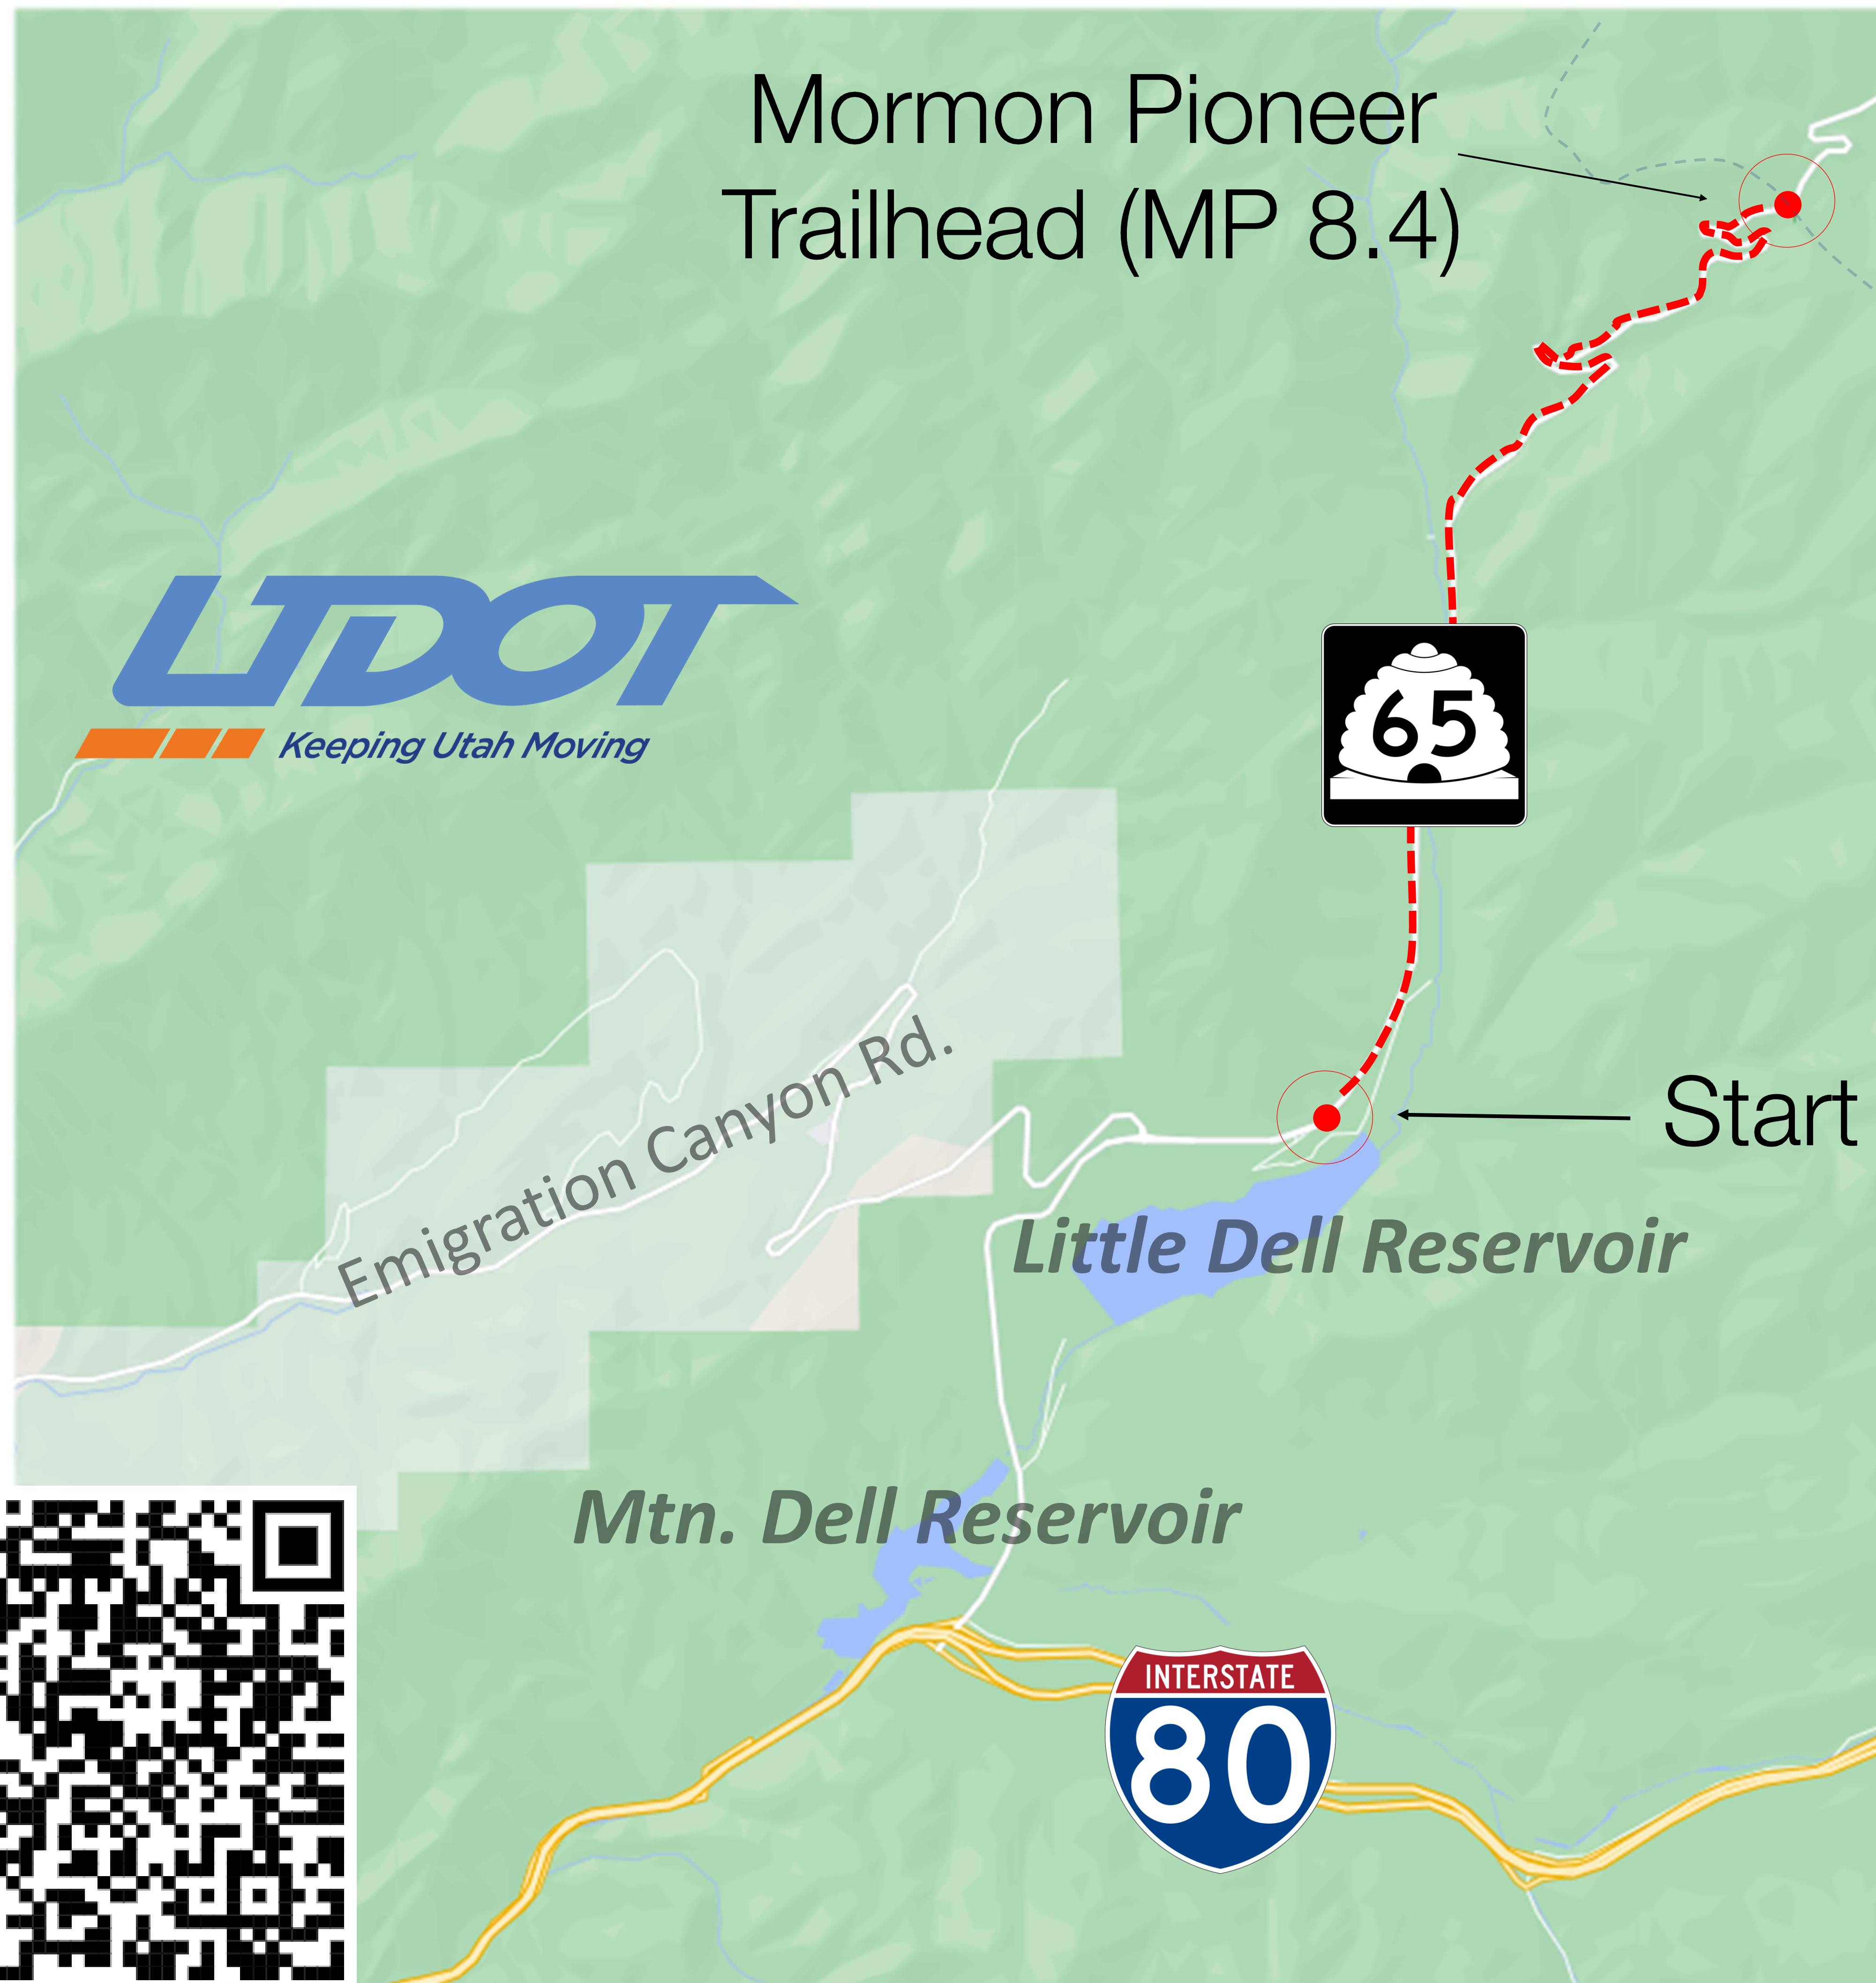 Mormon Pioneer
Trailhead (MP 8.4)
UDOT
Keeping Utah Moving
65
Emigration Canyon Rd.
Start
Little Dell Reservoir
Mtn. Dell Reservoir
INTERSTATE
80